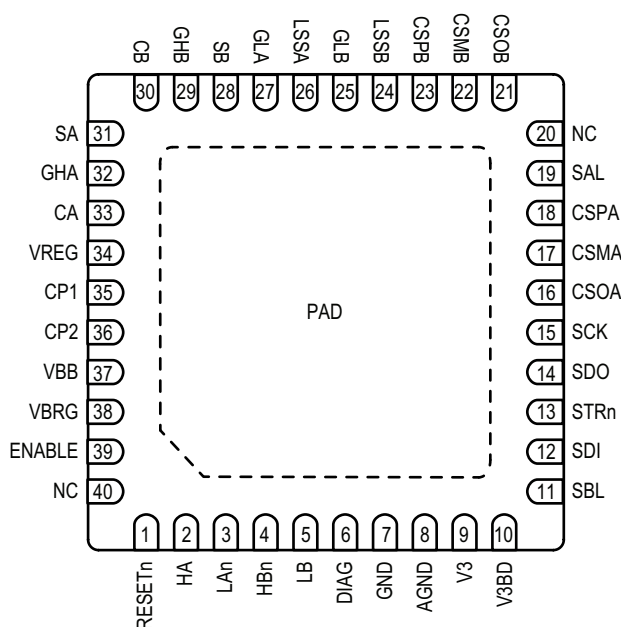 CB GHB SB GLA LSSA GLB LSSB CSPB CSMB CSOB
30 29 28 27 26 25 24 23 22 21
SA 31 20 NC
GHA 32 19 SAL
CA 33 18 CSPA
VREG 34 17 CSMA
CP1 35 PAD 16 CSOA
CP2 36 15 SCK
VBB 37 14 SDO
VBRG 38 13 STRn
ENABLE 39 12 SDI
NC 40 11 SBL
1 2 3 4 5 6 7 8 9 10
RESETn HA LAn HBn LB DIAG GND AGND V3 V3BD